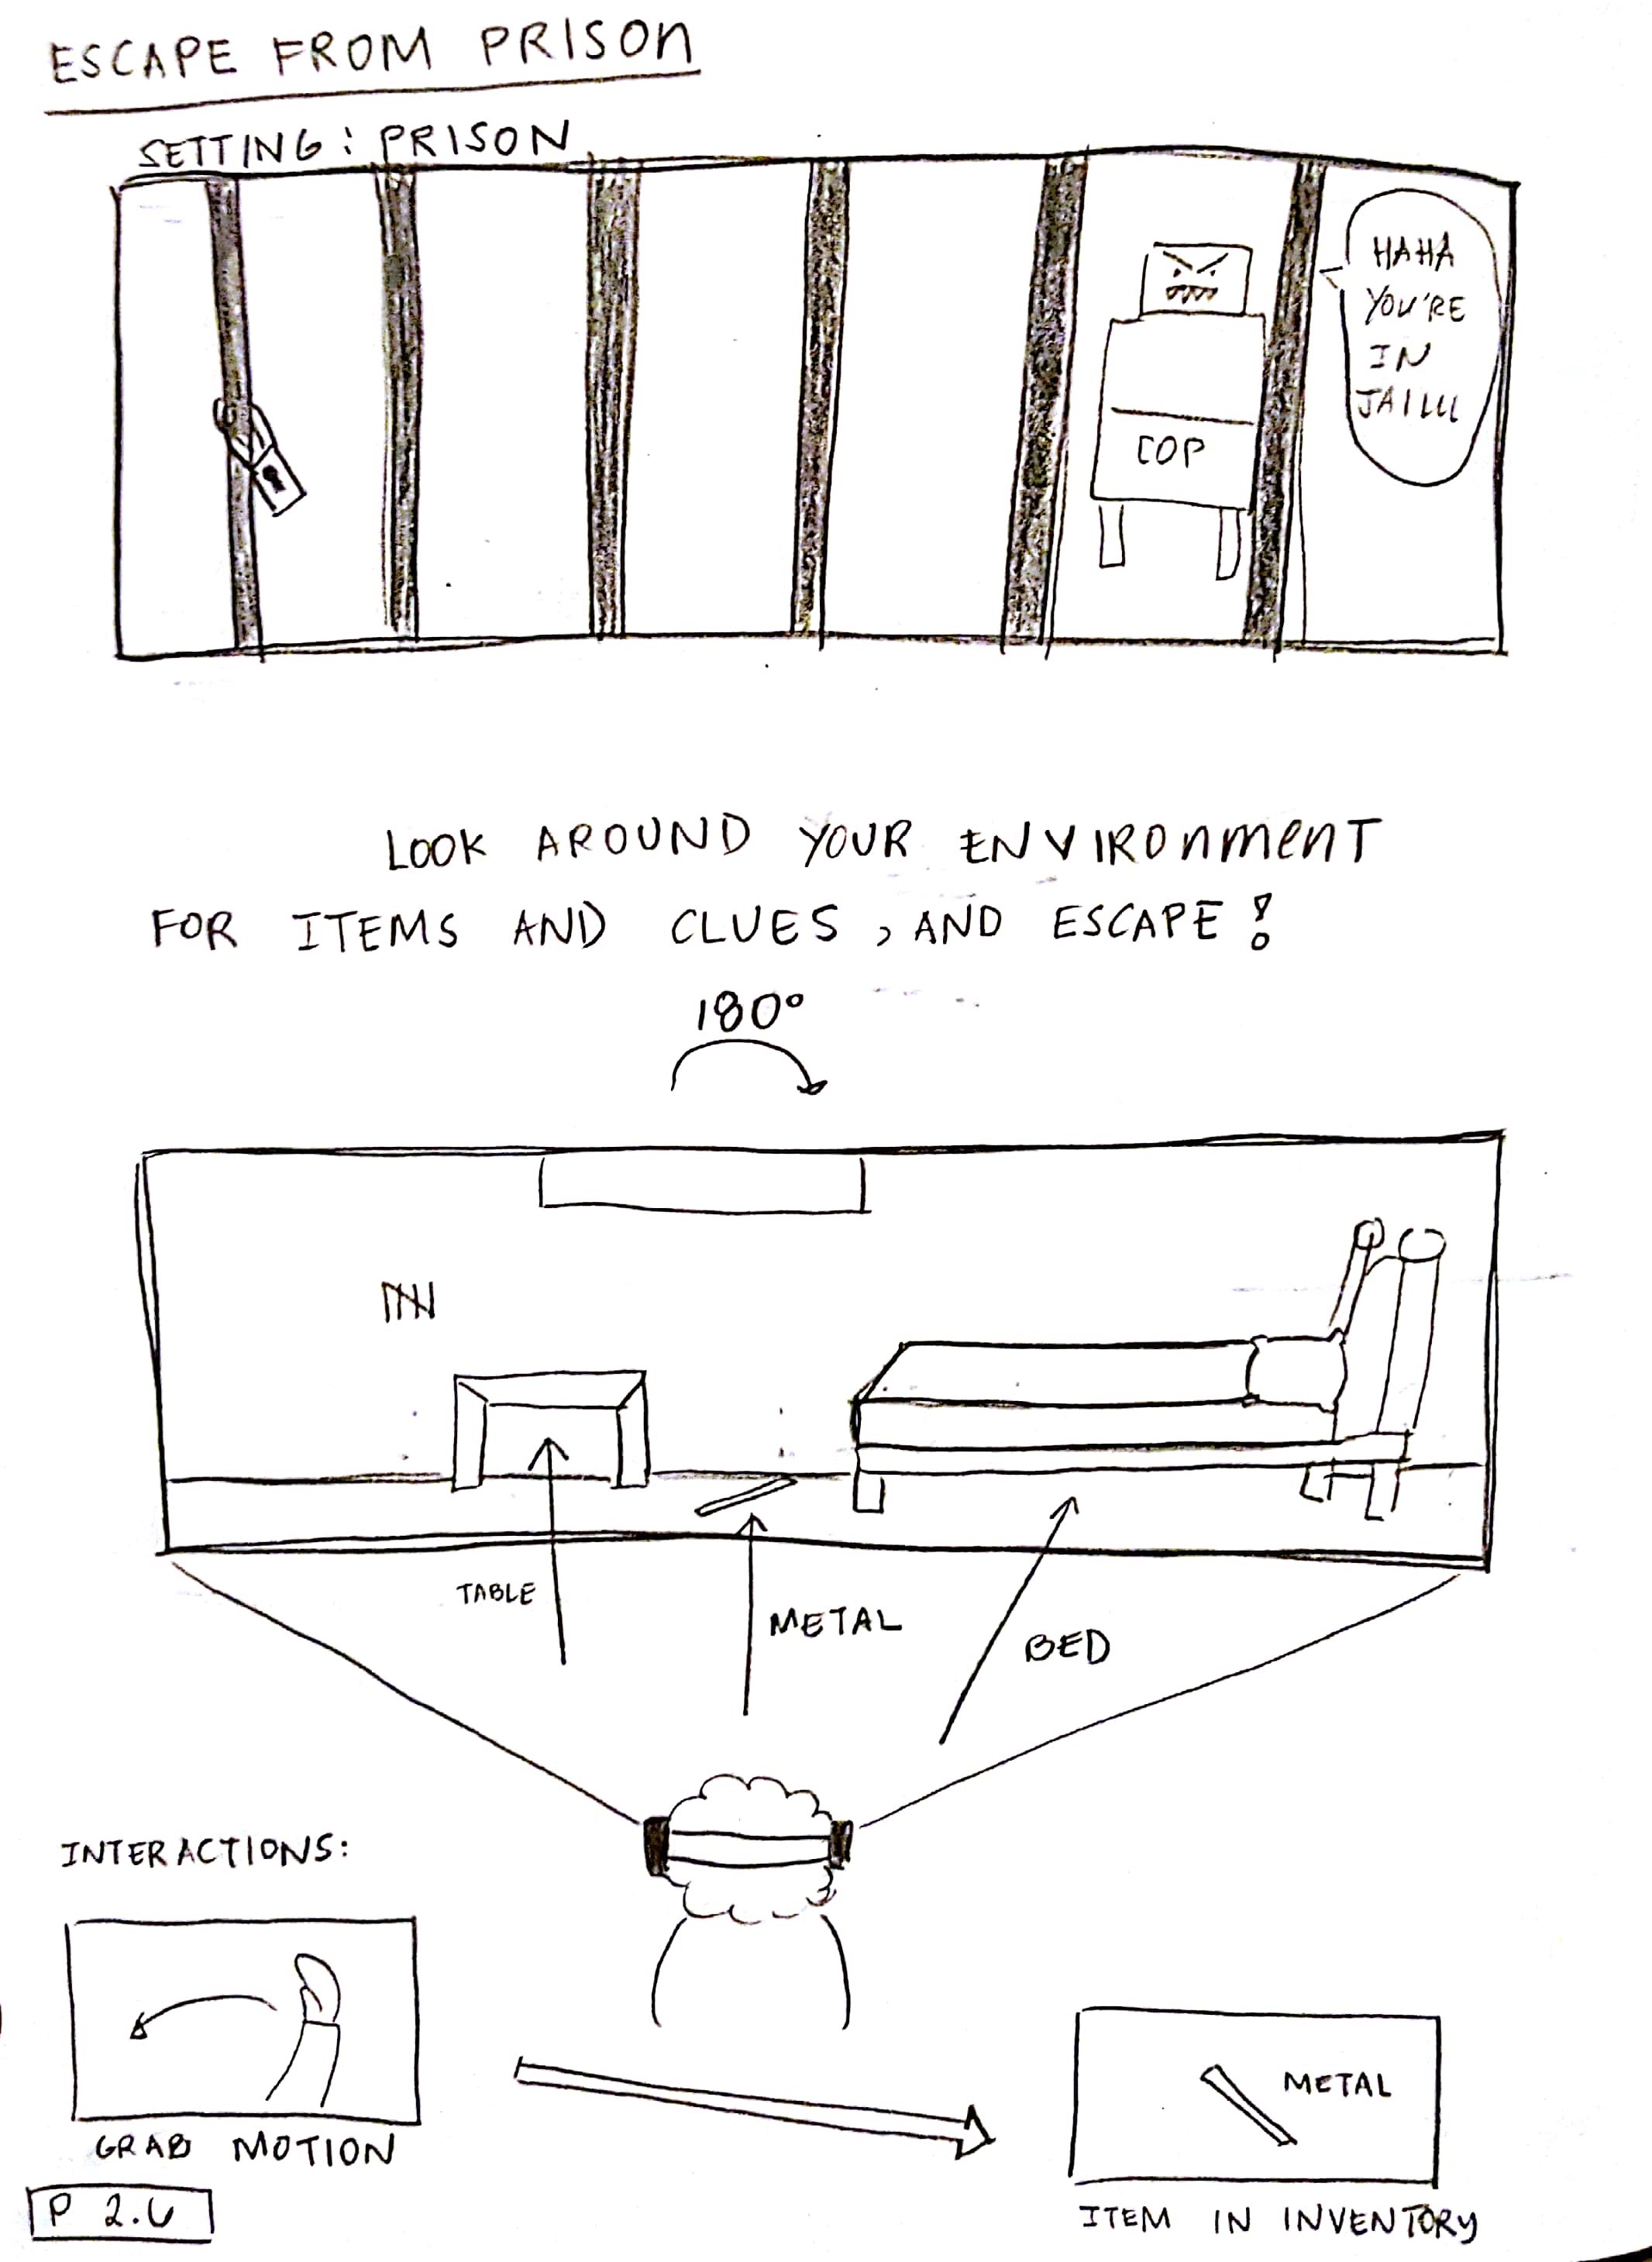 ESCAPE FROM PRISON
SETTING: PRISON
HAHA
YOU'RE
IN
JAILLL
COP
LOOK AROUND YOUR ENVIRONMENT
FOR ITEMS AND CLUES, AND ESCAPE!
180°
TABLE
METAL
BED
INTERACTIONS:
METAL
GRAB MOTION
P 2.6
ITEM IN INVENTORY